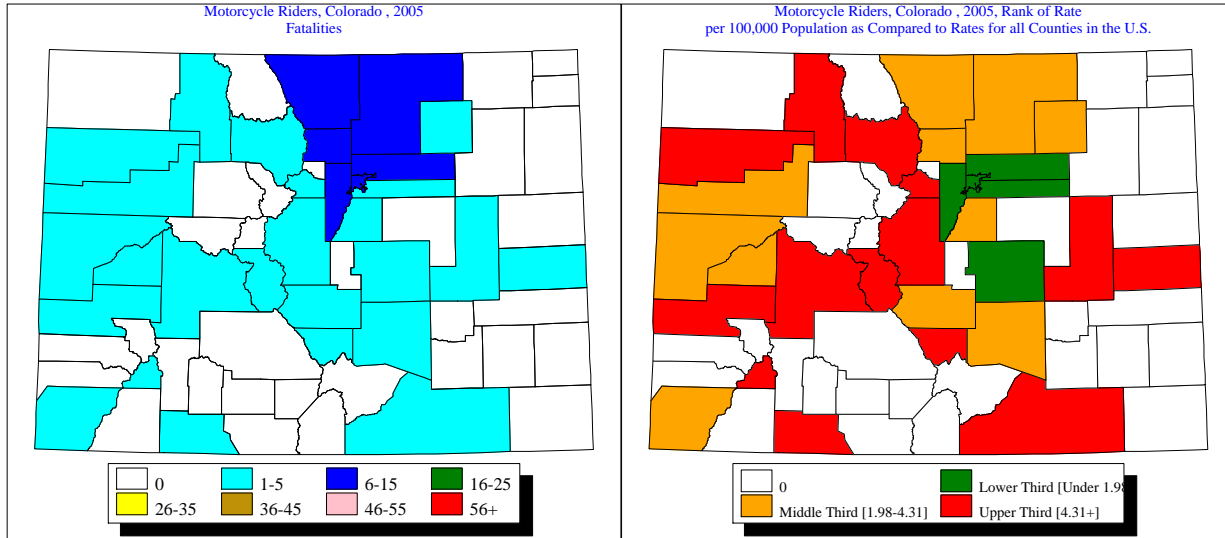 Motorcycle Riders, Colorado , 2005
Fatalities
0
1-5
6-15
16-25
26-35
36-45
46-55
56+
Motorcycle Riders, Colorado , 2005, Rank of Rate
per 100,000 Population as Compared to Rates for all Counties in the U.S.
0
Lower Third [Under 1.98
Middle Third [1.98-4.31]
Upper Third [4.31+]